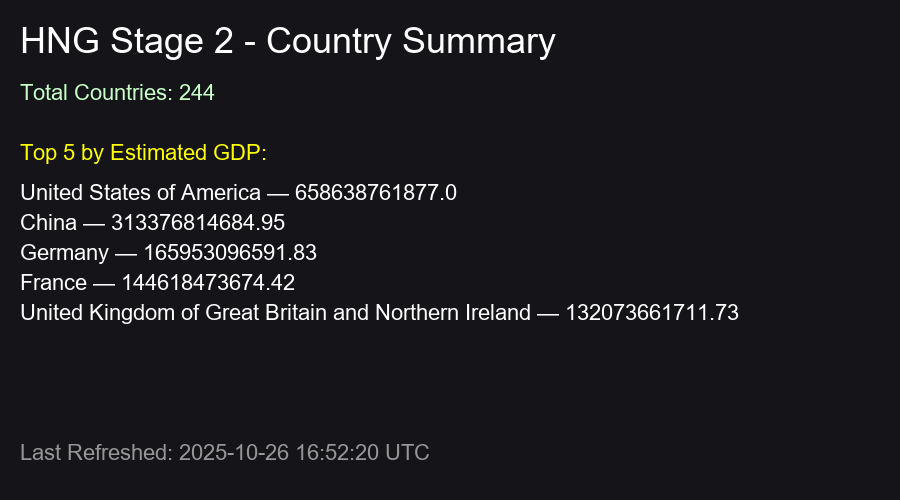 HNG Stage 2 - Country Summary
Total Countries: 244
Top 5 by Estimated GDP:
United States of America — 658638761877.0
China — 313376814684.95
Germany — 165953096591.83
France — 144618473674.42
United Kingdom of Great Britain and Northern Ireland — 132073661711.73
Last Refreshed: 2025-10-26 16:52:20 UTC